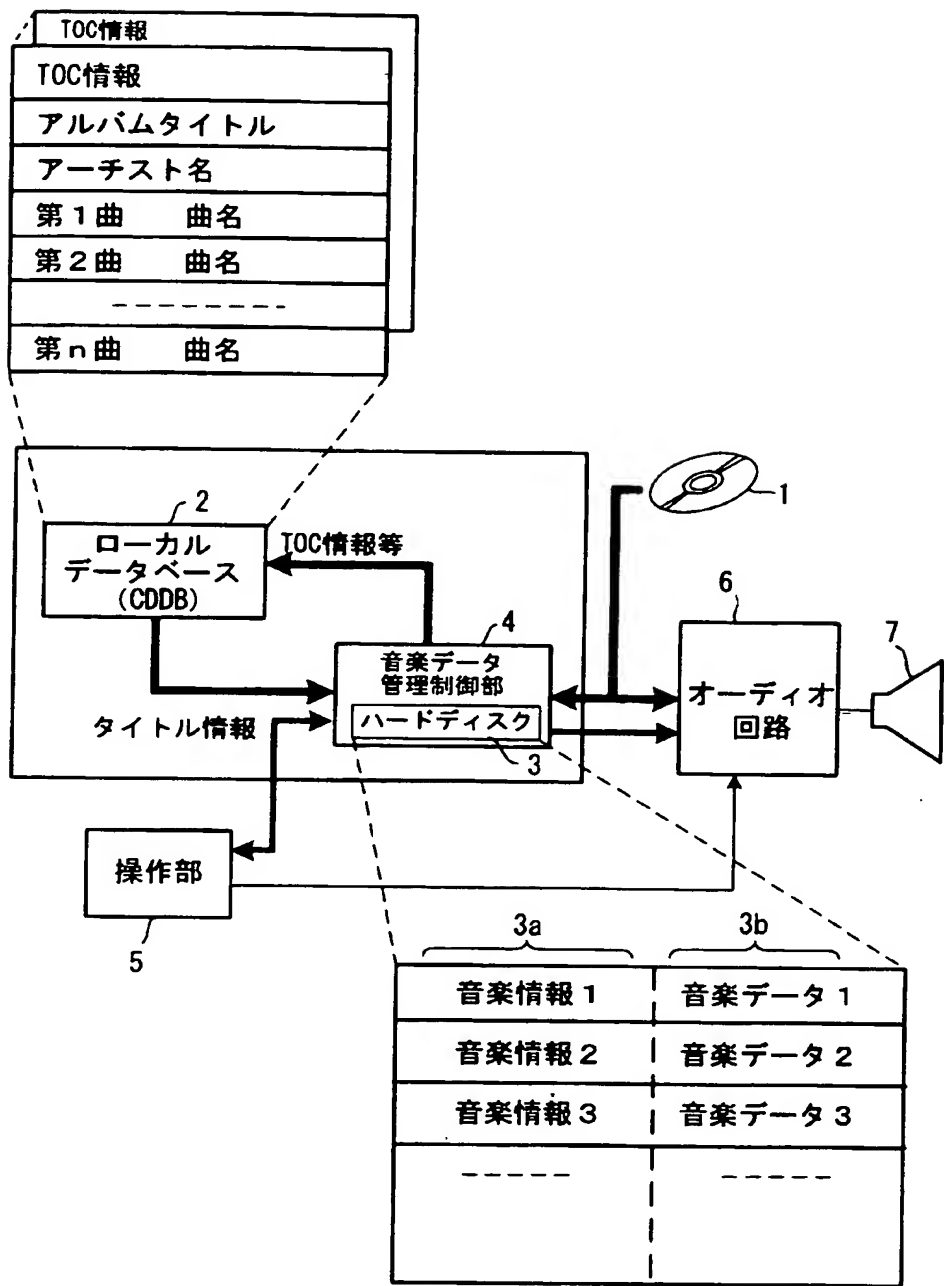 TOC情報
TOC情報
アルバムタイトル
アーチスト名
第1曲 曲名
第2曲 曲名
第n曲 曲名
2
ローカル
データベース
(CDDB)
TOC情報等
1
4
音楽データ
管理制御部
ハードディスク
3
タイトル情報
6
オーディオ
回路
7
操作部
5
3a 3b
音楽情報1 音楽データ1
音楽情報2 音楽データ2
音楽情報3 音楽データ3